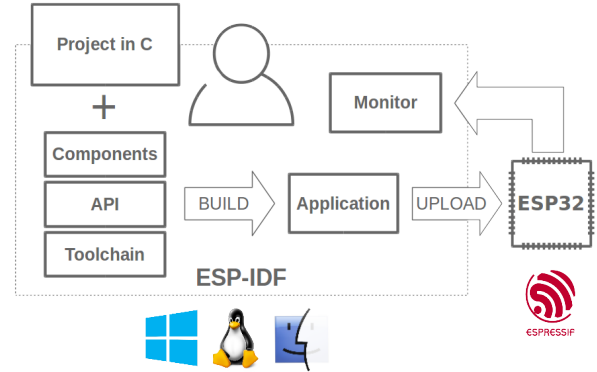 Project in C
+
Components
API
Toolchain
BUILD
Application
UPLOAD
Monitor
ESP32
ESP-IDF
ESPRESSIF